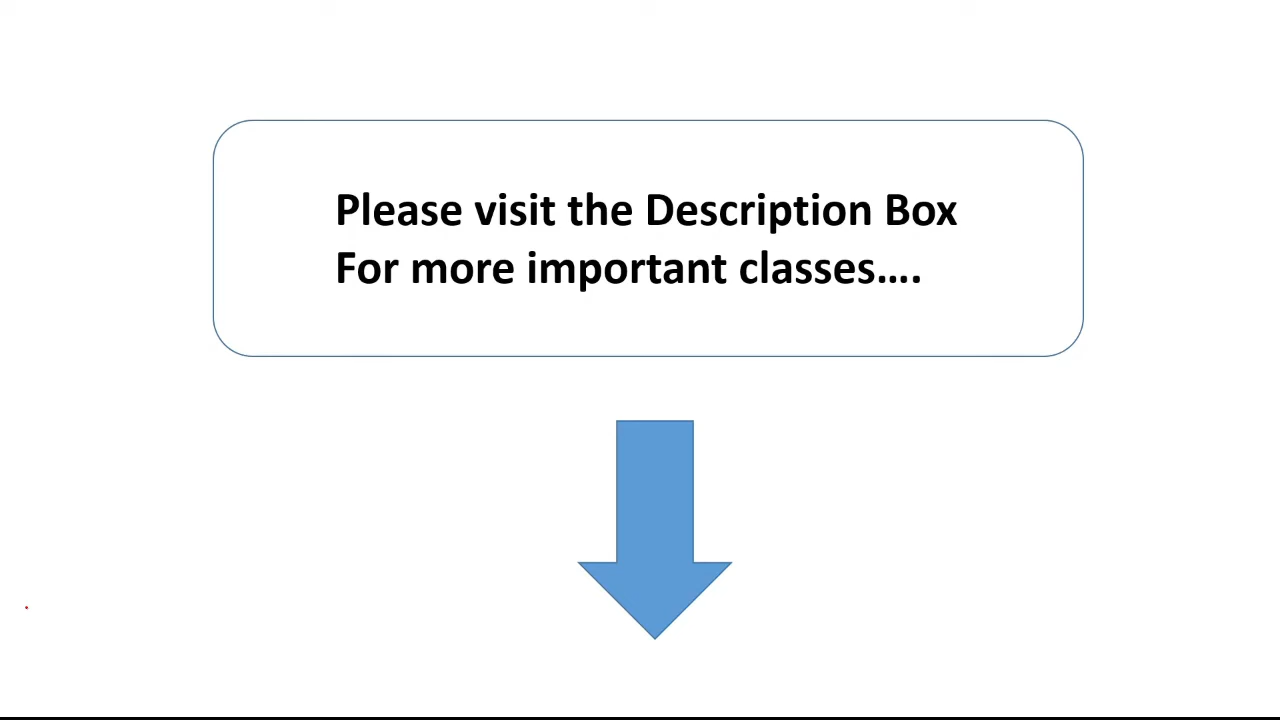 Please visit the Description Box
For more important classes….